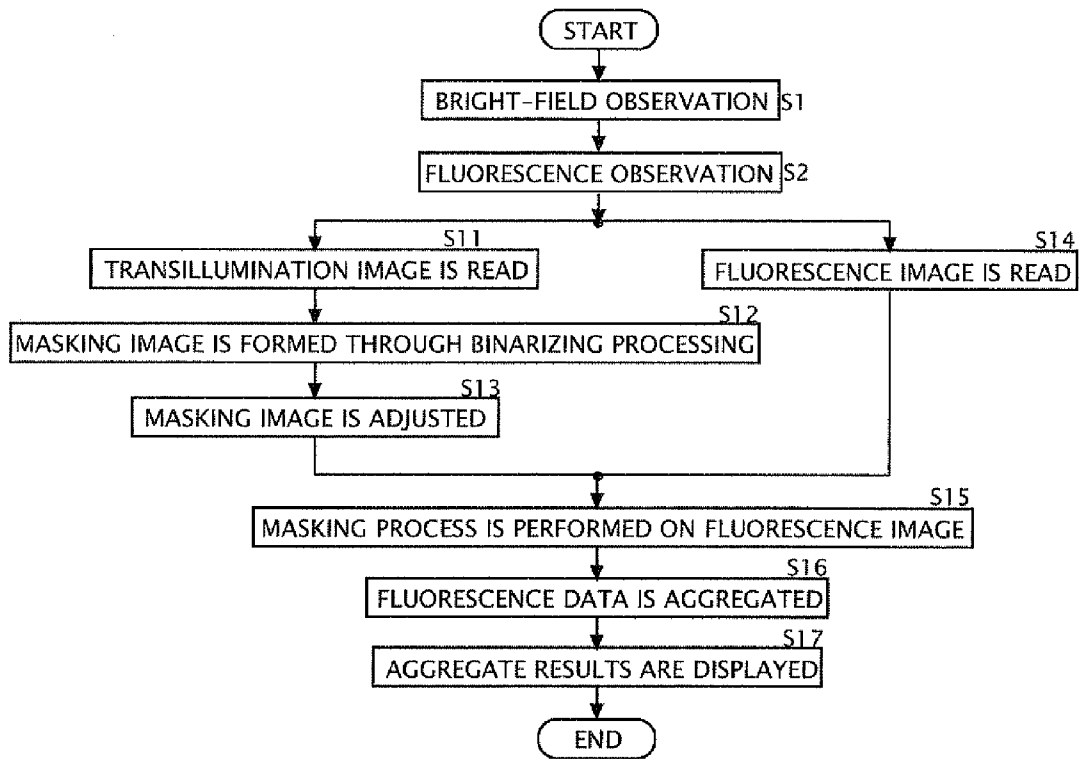 START
BRIGHT-FIELD OBSERVATION S1
FLUORESCENCE OBSERVATION S2
S11
TRANSILLUMINATION IMAGE IS READ
S14
FLUORESCENCE IMAGE IS READ
S12
MASKING IMAGE IS FORMED THROUGH BINARIZING PROCESSING
S13
MASKING IMAGE IS ADJUSTED
S15
MASKING PROCESS IS PERFORMED ON FLUORESCENCE IMAGE
S16
FLUORESCENCE DATA IS AGGREGATED
S17
AGGREGATE RESULTS ARE DISPLAYED
END